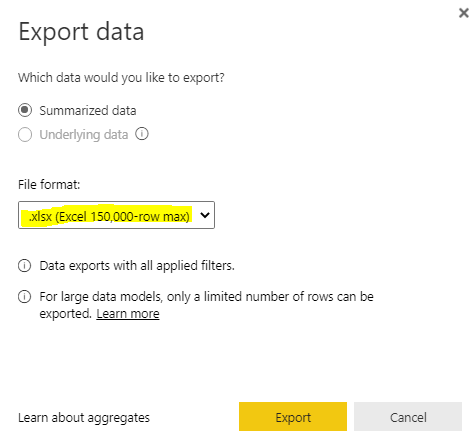 Export data
Which data would you like to export?
Summarized data
Underlying data
File format:
.xlsx (Excel 150,000-row max)
Data exports with all applied filters.
For large data models, only a limited number of rows can be
exported. Learn more
Learn about aggregates
Export
Cancel